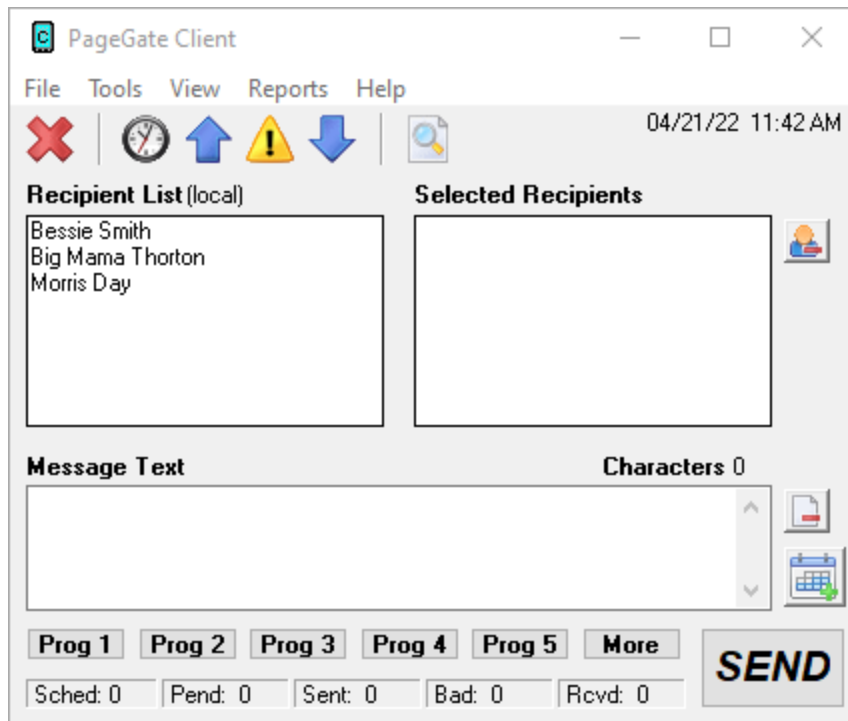 C PageGate Client
File Tools View Reports Help
04/21/22 11:42 AM
Recipient List (local) Selected Recipients
Bessie Smith
Big Mama Thorton
Morris Day
Message Text Characters 0
Prog 1 Prog 2 Prog 3 Prog 4 Prog 5 More
SEND
Sched: 0 Pend: 0 Sent: 0 Bad: 0 Rcvd: 0